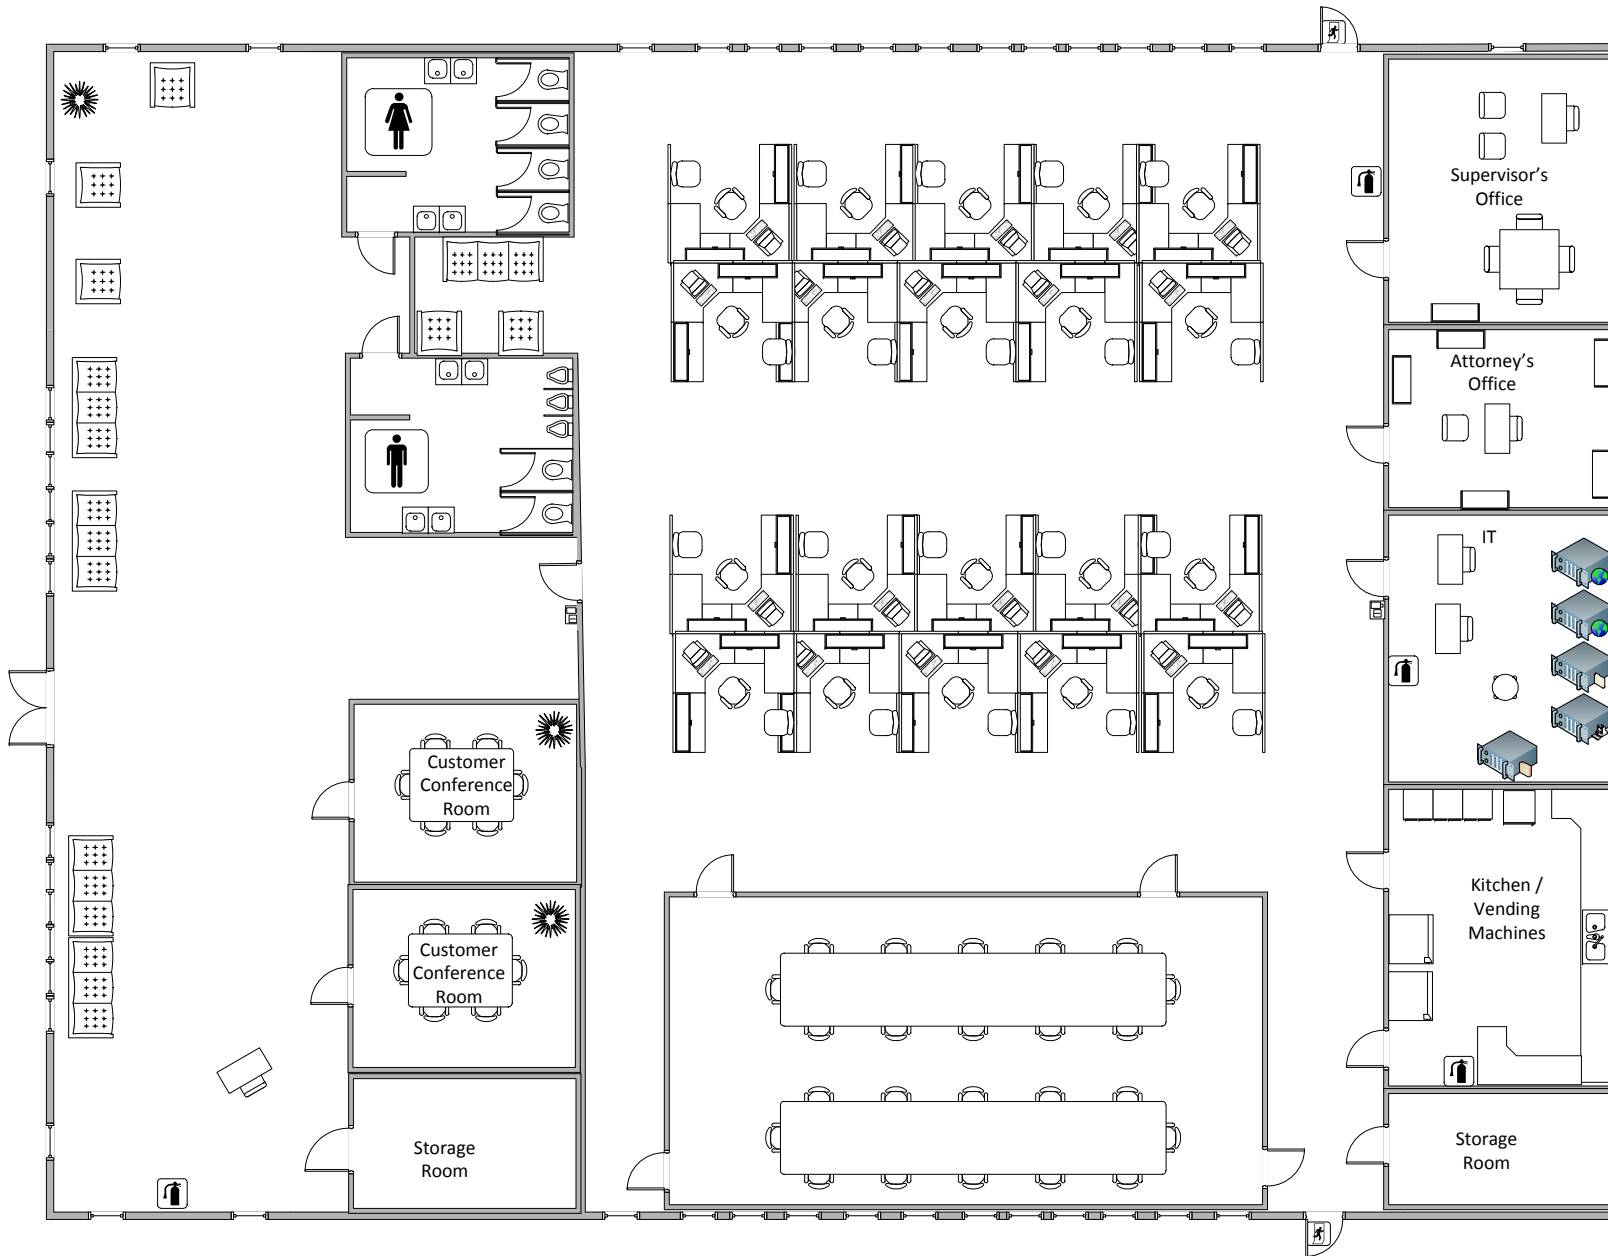 Supervisor's
Office
Attorney's
Office
IT
Customer
Conference
Room
Kitchen /
Vending
Machines
Customer
Conference
Room
Storage
Room
Storage
Room